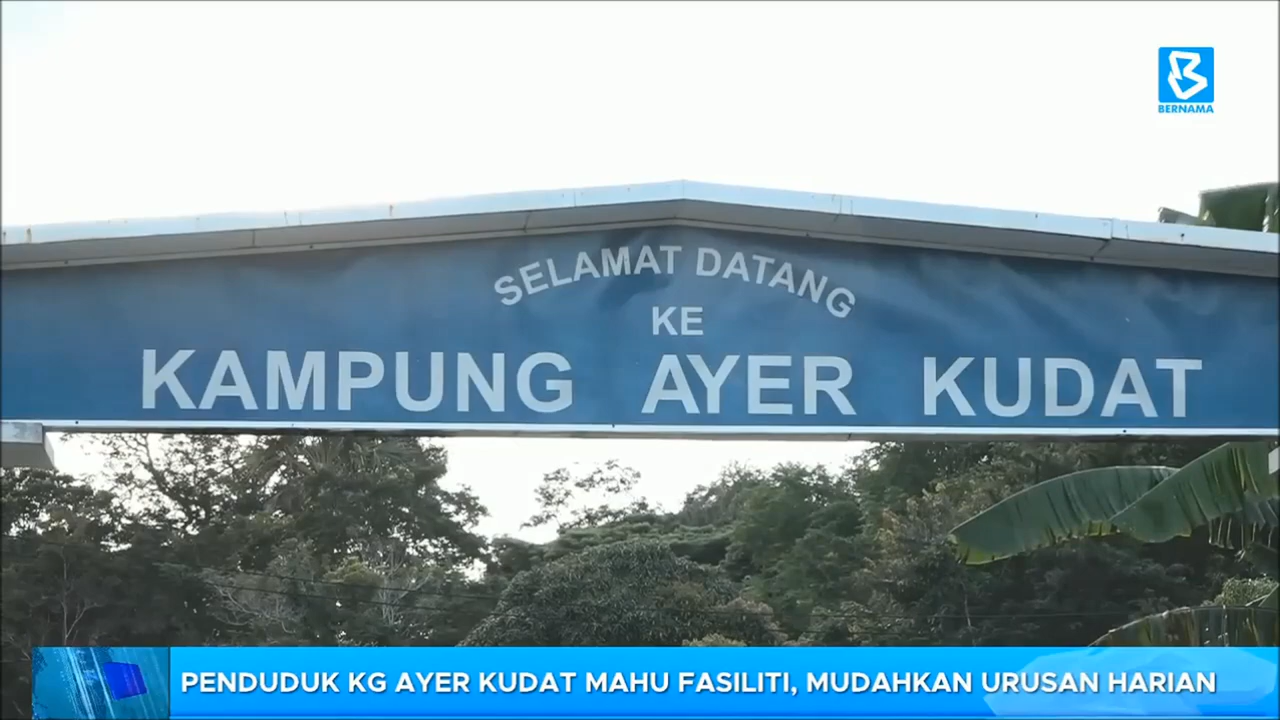 BERNAMA
SELAMAT DATANG
KE
KAMPUNG AYER KUDAT
PENDUDUK KG AYER KUDAT MAHU FASILITI, MUDAHKAN URUSAN HARIAN